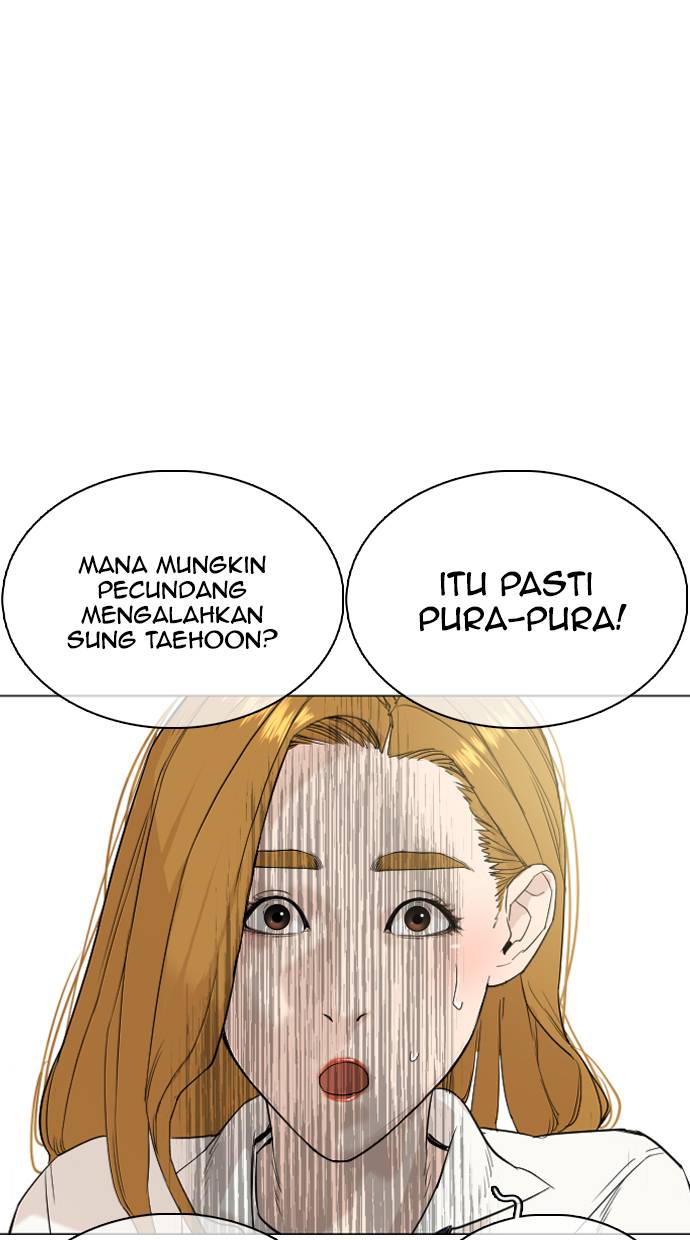 MANA MUNGKIN
PECUNDANG
MENGALAHKAN
SUNG TAEHOON?
ITU PASTI
PURA-PURA!